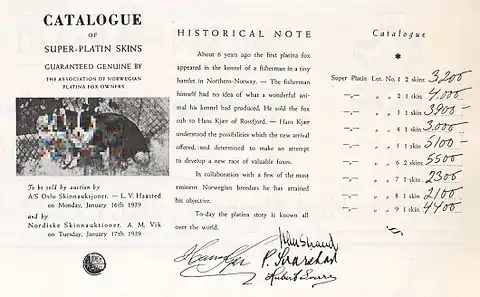 CATALOGUE
OF
SUPER-PLATIN SKINS
GUARANTEED GENUINE BY
THE ASSOCIATION OF NORWEGIAN
PLATINA FOX OWNERS
To be sold by auction by
A/S Oslo Skinnauksjoner. — L. V. Haasted
on Monday, January 16th 1939
and by
Nordiske Skinnauktioner. A. M. Vik
on Tuesday, January 17th 1939
HISTORICAL NOTE
About 6 years ago the first platina fox
appeared in the kennel of a fisherman in a tiny
hamlet in Northern-Norway. — The fisherman
himself had no idea of what a wonderful ani-
mal his kennel had produced. He sold the fox
cub to Hans Kjær of Rossfjord. — Hans Kjær
understood the possibilities which the new arrival
offered, and determined to make an attempt
to develop a new race of valuable foxes.
In collaboration with a few of the most
eminent Norwegian breeders he has attained
his objective.
To-day the platina story is known all
over the world.
Hans Kjær
Catalogue
*
Super Platin Lot. No. 1 2 skins 3200
—„— „ „ 2 1 skin 4.000
—„— „ „ 3 1 skin 3900 –
—„— „ „ 4 1 skin 3.000
—„— „ „ 5 1 skin 5100 –
—„— „ „ 6 2 skins 5500
—„— „ „ 7 1 skin 2300
—„— „ „ 8 1 skin 2100
—„— „ „ 9 1 skin 4400